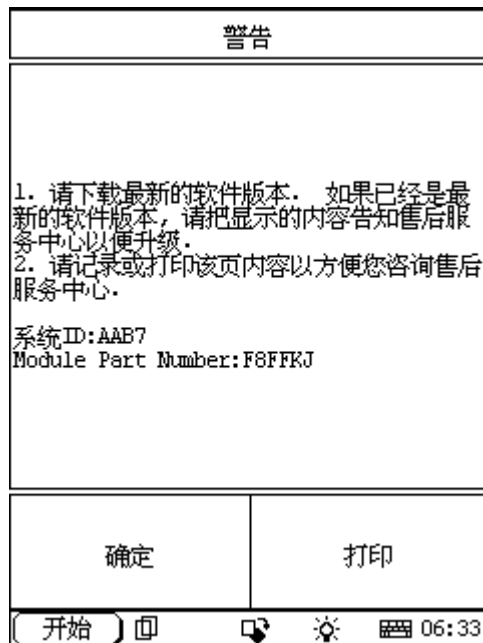 警告
1. 请下载最新的软件版本. 如果已经是最
新的软件版本, 请把显示的内容告知售后服
务中心以便升级.
2. 请记录或打印该页内容以方便您咨询售后
服务中心.
系统ID:AAB7
Module Part Number:F8FFKJ
确定
打印
开始
06:33